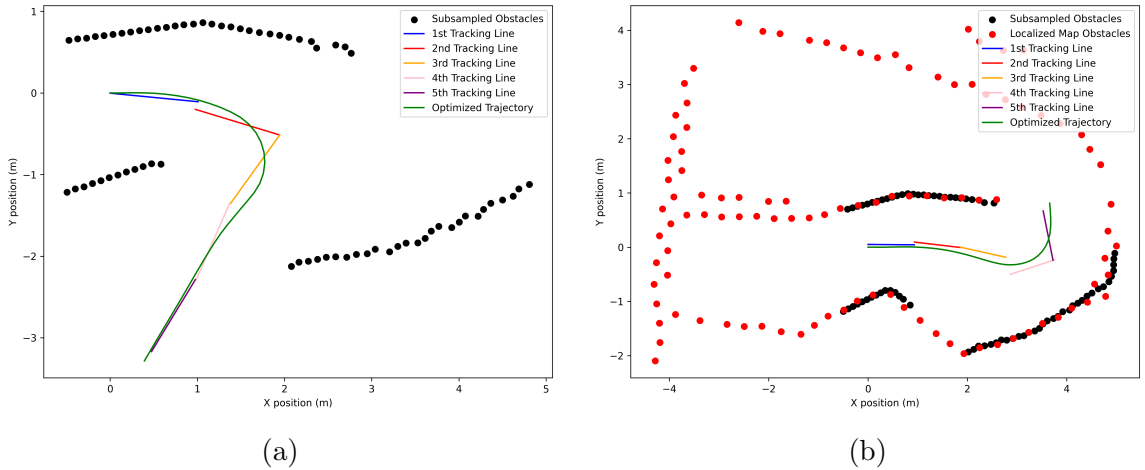 Subsampled Obstacles
1st Tracking Line
2nd Tracking Line
3rd Tracking Line
4th Tracking Line
5th Tracking Line
Optimized Trajectory
1
0
−1
−2
−3
Y position (m)
0
1
2
3
4
5
X position (m)
(a)
Subsampled Obstacles
Localized Map Obstacles
1st Tracking Line
2nd Tracking Line
3rd Tracking Line
4th Tracking Line
5th Tracking Line
Optimized Trajectory
4
3
2
1
0
−1
−2
Y position (m)
−4
−2
0
2
4
X position (m)
(b)